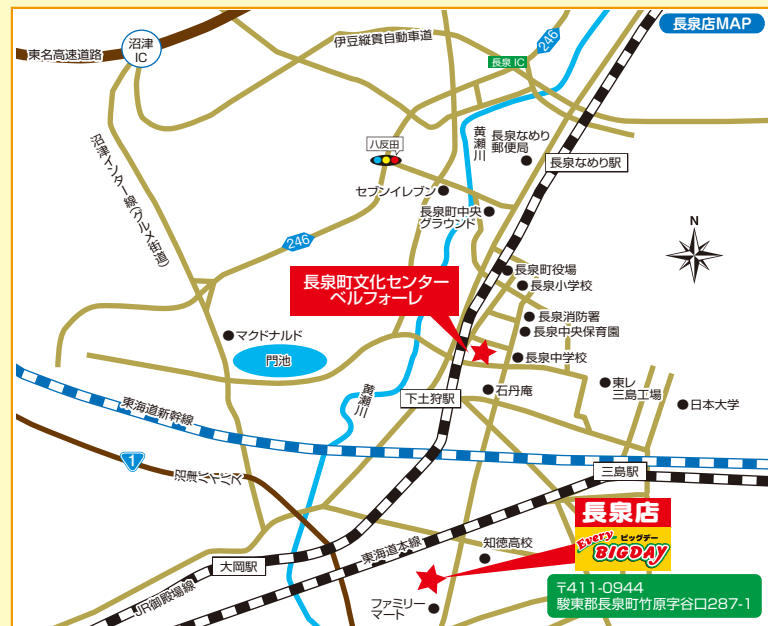 長泉店MAP
東名高速道路
沼津
IC
伊豆縦貫自動車道
246
長泉 IC
沼津インター線(グルメ街道)
八反田
黄瀬川
長泉なめり
郵便局
長泉なめり駅
セブンイレブン
長泉町中央
グラウンド
246
N
長泉町文化センター
ベルフォーレ
長泉町役場
長泉小学校
長泉消防署
長泉中央保育園
長泉中学校
マクドナルド
門池
黄瀬川
下土狩駅
石丹庵
東レ
三島工場
日本大学
東海道新幹線
1
沼津バイパス
三島駅
長泉店
Every ビッグデー
BIGDAY
知徳高校
東海道本線
大岡駅
JR御殿場線
ファミリー
マート
〒411-0944
駿東郡長泉町竹原字谷口287-1